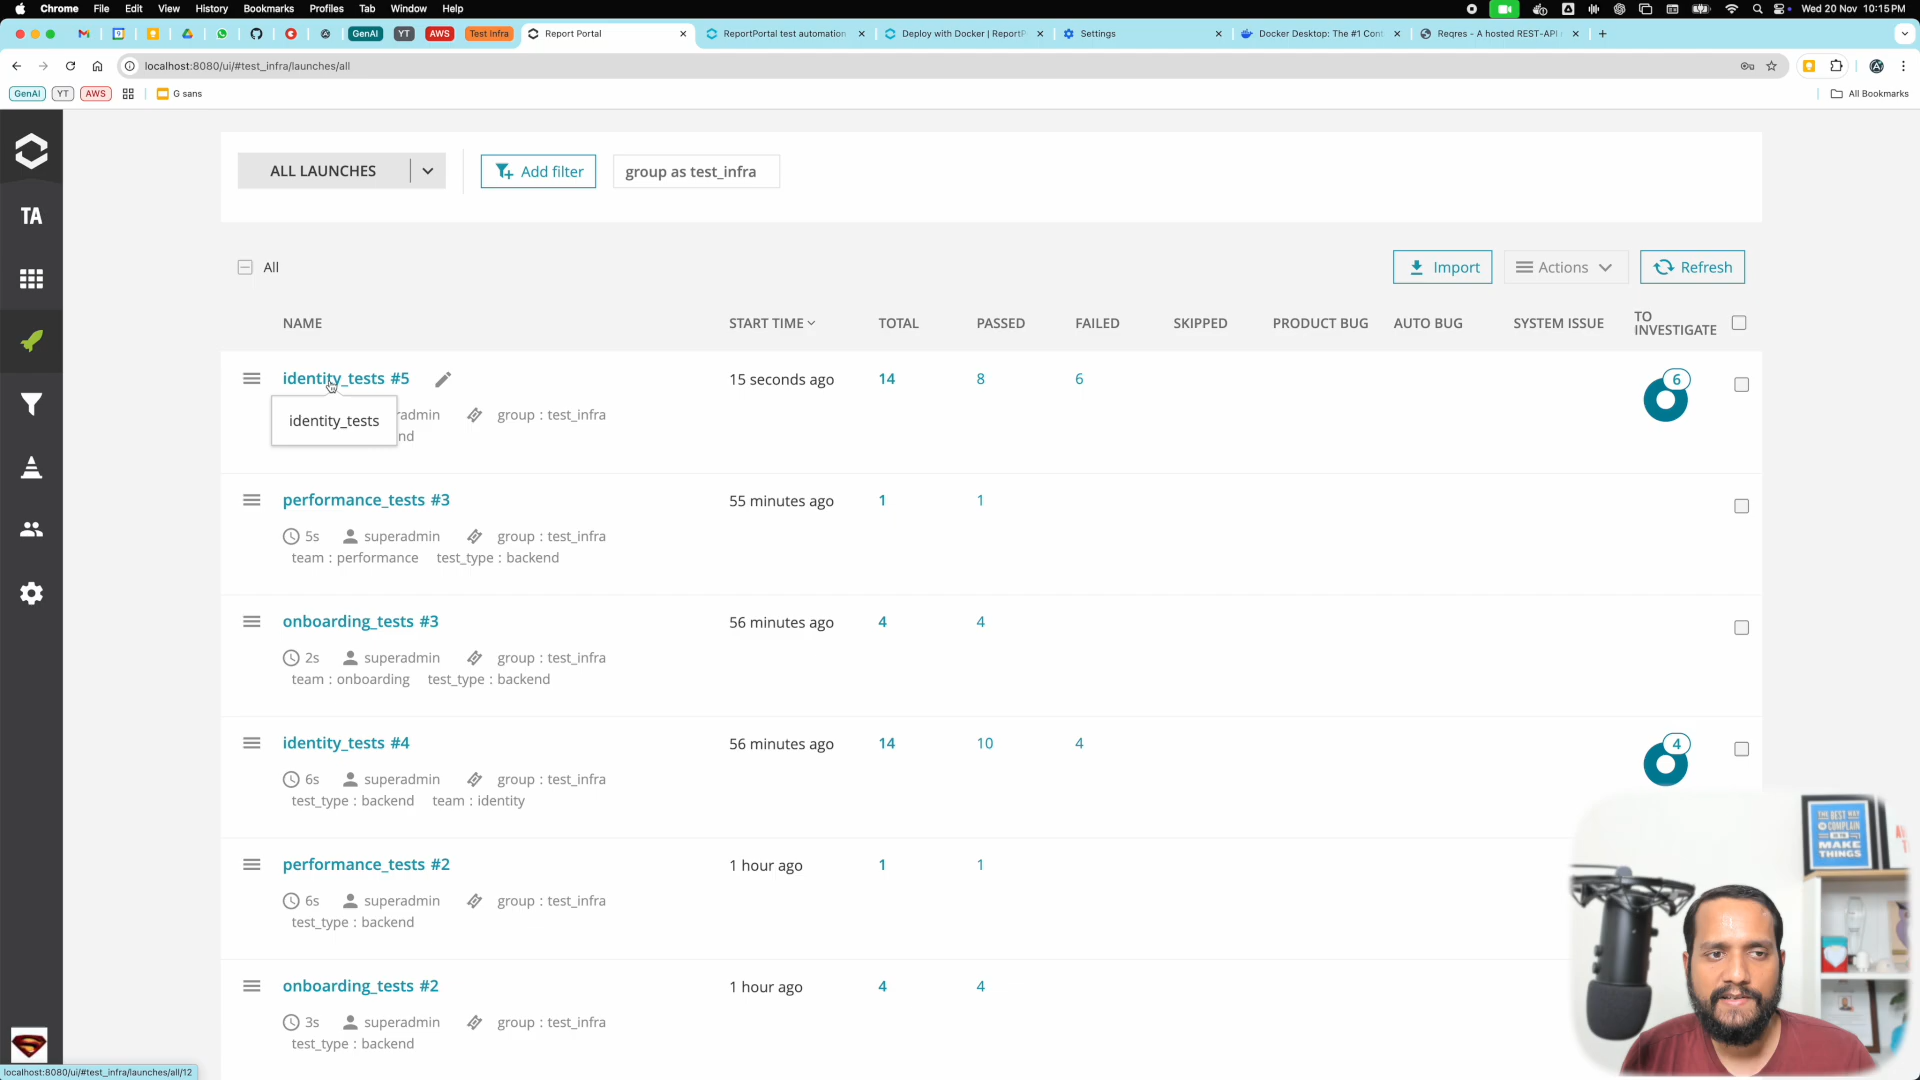 Chrome File Edit View History Bookmarks Profiles Tab Window Help Wed 20 Nov 10:15 PM
GenAI YT AWS Test Infra Report Portal ReportPortal test automation Deploy with Docker | ReportP Settings Docker Desktop: The #1 Cont Reqres - A hosted REST-API
localhost:8080/ui/#test_infra/launches/all
GenAI YT AWS G sans All Bookmarks
ALL LAUNCHES Add filter group as test_infra
TA
All Import Actions Refresh
NAME START TIME TOTAL PASSED FAILED SKIPPED PRODUCT BUG AUTO BUG SYSTEM ISSUE TO INVESTIGATE
identity_tests #5 15 seconds ago 14 8 6 6
radmin group : test_infra
identity_tests
nd
performance_tests #3 55 minutes ago 1 1
5s superadmin group : test_infra
team : performance test_type : backend
onboarding_tests #3 56 minutes ago 4 4
2s superadmin group : test_infra
team : onboarding test_type : backend
identity_tests #4 56 minutes ago 14 10 4 4
6s superadmin group : test_infra
test_type : backend team : identity
performance_tests #2 1 hour ago 1 1
6s superadmin group : test_infra
test_type : backend
onboarding_tests #2 1 hour ago 4 4
3s superadmin group : test_infra
test_type : backend
THE BEST WAY
COMPLAIN
MAKE
THINGS
localhost:8080/ui/#test_infra/launches/all/12